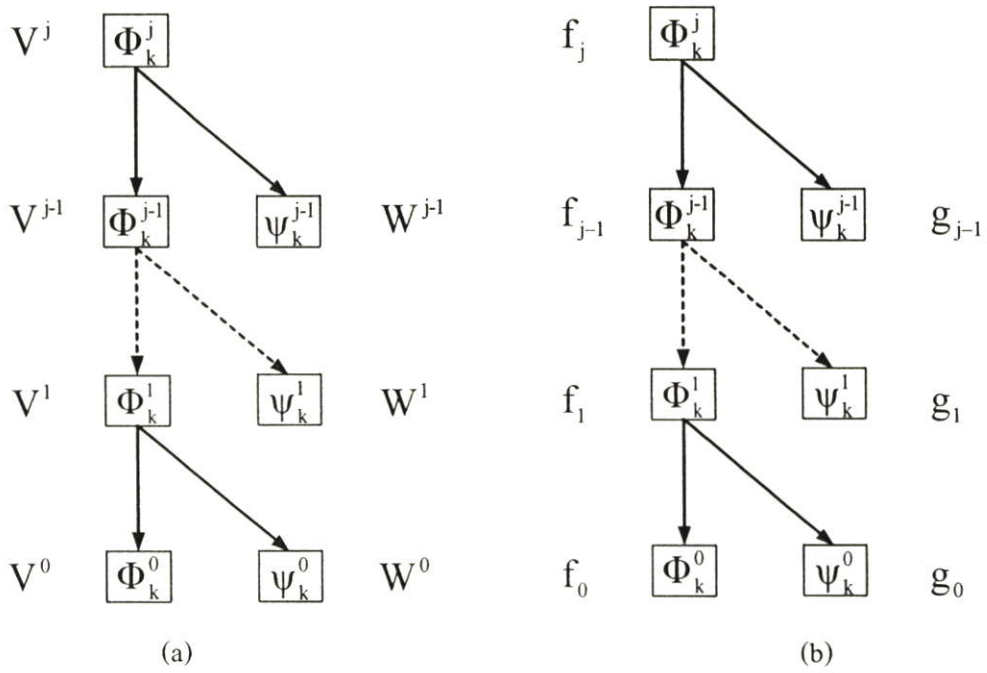 V^j Φ_k^j f_j Φ_k^j
V^{j-1} Φ_k^{j-1} ψ_k^{j-1} W^{j-1} f_{j-1} Φ_k^{j-1} ψ_k^{j-1} g_{j-1}
V^1 Φ_k^1 ψ_k^1 W^1 f_1 Φ_k^1 ψ_k^1 g_1
V^0 Φ_k^0 ψ_k^0 W^0 f_0 Φ_k^0 ψ_k^0 g_0
(a) (b)